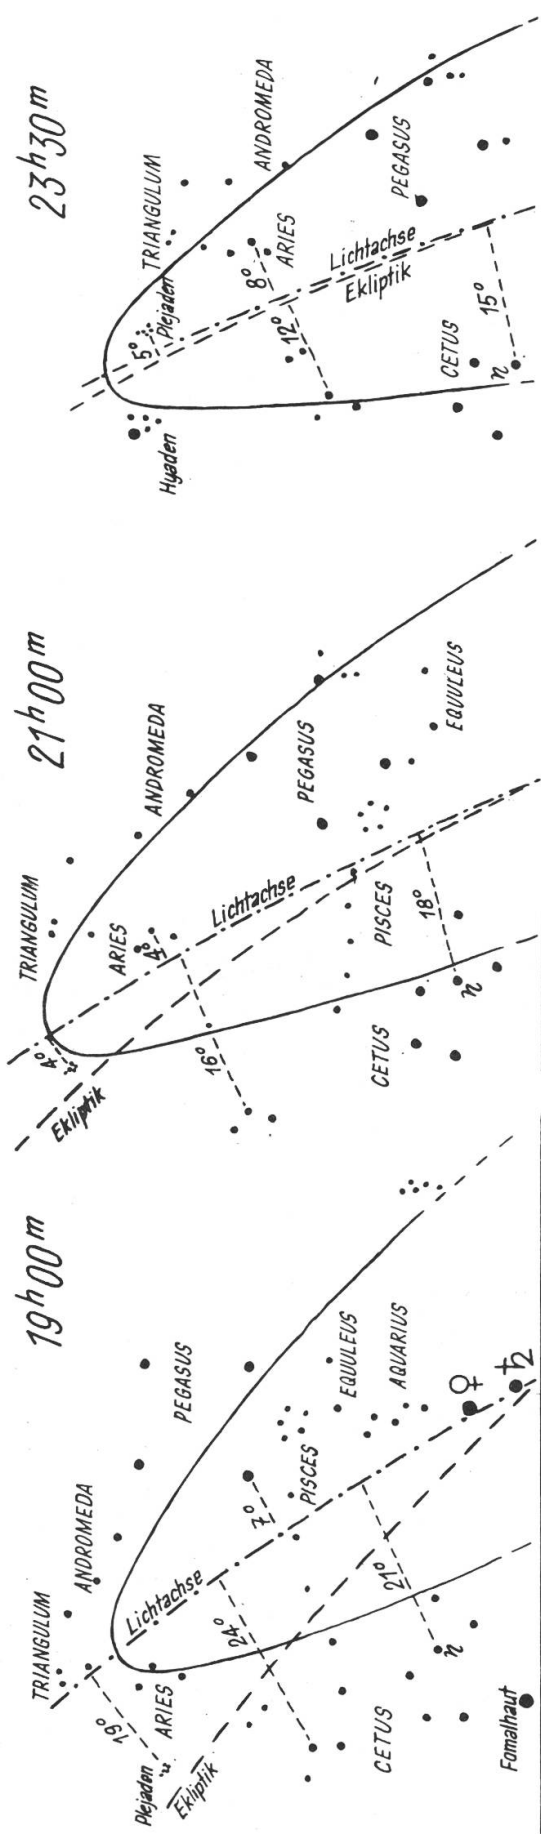 19ʰ00ᵐ
TRIANGULUM
ANDROMEDA
PEGASUS
19°
Lichtachse
Plejaden
ARIES
Ekliptik
24°
7°
PISCES
EQUULEUS
AQUARIUS
21°
η
CETUS
♀
♄
Fomalhaut
21ʰ00ᵐ
TRIANGULUM
ANDROMEDA
4°
ARIES
4°
Ekliptik
Lichtachse
PEGASUS
16°
PISCES
EQUULEUS
18°
CETUS
η
23ʰ30ᵐ
TRIANGULUM
ANDROMEDA
5°
Plejaden
Hyaden
8°
ARIES
12°
Lichtachse
Ekliptik
PEGASUS
15°
CETUS
η